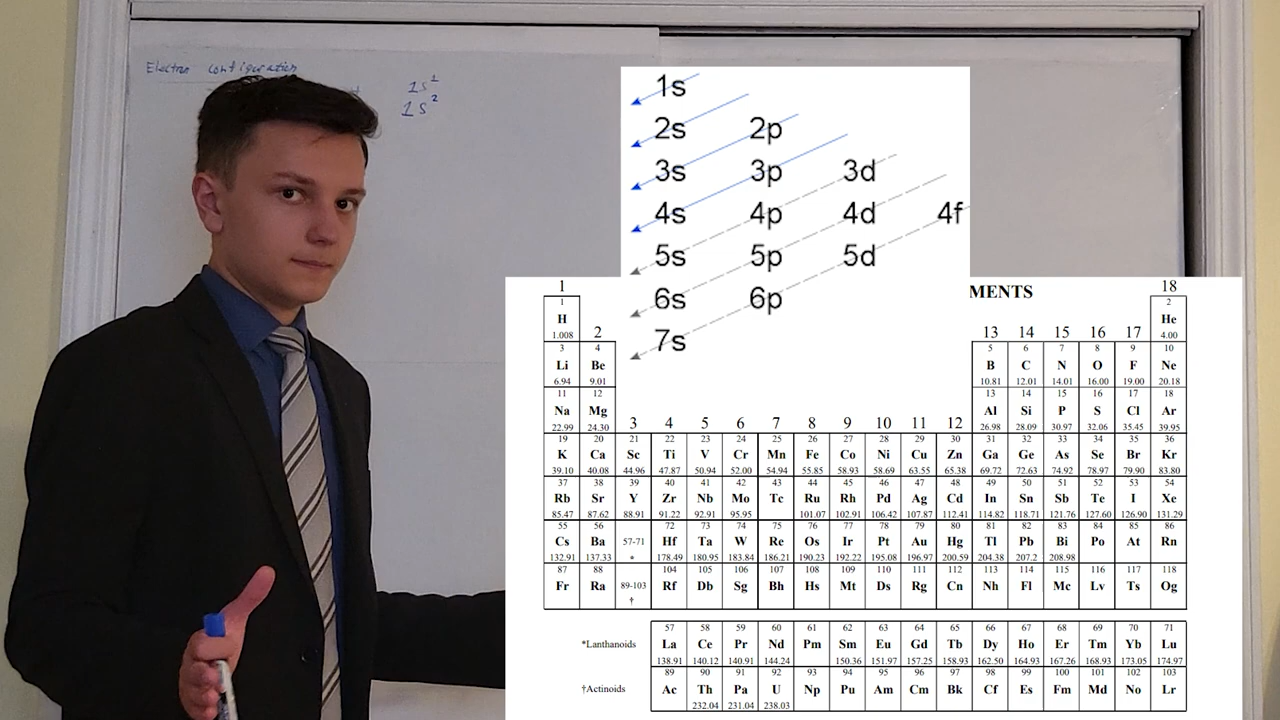 Electron configuration
1s¹
1s²
1s
2s 2p
3s 3p 3d
4s 4p 4d 4f
5s 5p 5d
6s 6p
7s
MENTS
1 18
1 2
H He
1.008 2 13 14 15 16 17 4.00
3 4 5 6 7 8 9 10
Li Be B C N O F Ne
6.94 9.01 10.81 12.01 14.01 16.00 19.00 20.18
11 12 13 14 15 16 17 18
Na Mg Al Si P S Cl Ar
22.99 24.30 3 4 5 6 7 8 9 10 11 12 26.98 28.09 30.97 32.06 35.45 39.95
19 20 21 22 23 24 25 26 27 28 29 30 31 32 33 34 35 36
K Ca Sc Ti V Cr Mn Fe Co Ni Cu Zn Ga Ge As Se Br Kr
39.10 40.08 44.96 47.87 50.94 52.00 54.94 55.85 58.93 58.69 63.55 65.38 69.72 72.63 74.92 78.97 79.90 83.80
37 38 39 40 41 42 43 44 45 46 47 48 49 50 51 52 53 54
Rb Sr Y Zr Nb Mo Tc Ru Rh Pd Ag Cd In Sn Sb Te I Xe
85.47 87.62 88.91 91.22 92.91 95.95 101.07 102.91 106.42 107.87 112.41 114.82 118.71 121.76 127.60 126.90 131.29
55 56 57-71 72 73 74 75 76 77 78 79 80 81 82 83 84 85 86
Cs Ba * Hf Ta W Re Os Ir Pt Au Hg Tl Pb Bi Po At Rn
132.91 137.33 178.49 180.95 183.84 186.21 190.23 192.22 195.08 196.97 200.59 204.38 207.2 208.98
87 88 89-103 104 105 106 107 108 109 110 111 112 113 114 115 116 117 118
Fr Ra † Rf Db Sg Bh Hs Mt Ds Rg Cn Nh Fl Mc Lv Ts Og
57 58 59 60 61 62 63 64 65 66 67 68 69 70 71
*Lanthanoids La Ce Pr Nd Pm Sm Eu Gd Tb Dy Ho Er Tm Yb Lu
138.91 140.12 140.91 144.24 150.36 151.97 157.25 158.93 162.50 164.93 167.26 168.93 173.05 174.97
89 90 91 92 93 94 95 96 97 98 99 100 101 102 103
†Actinoids Ac Th Pa U Np Pu Am Cm Bk Cf Es Fm Md No Lr
232.04 231.04 238.03